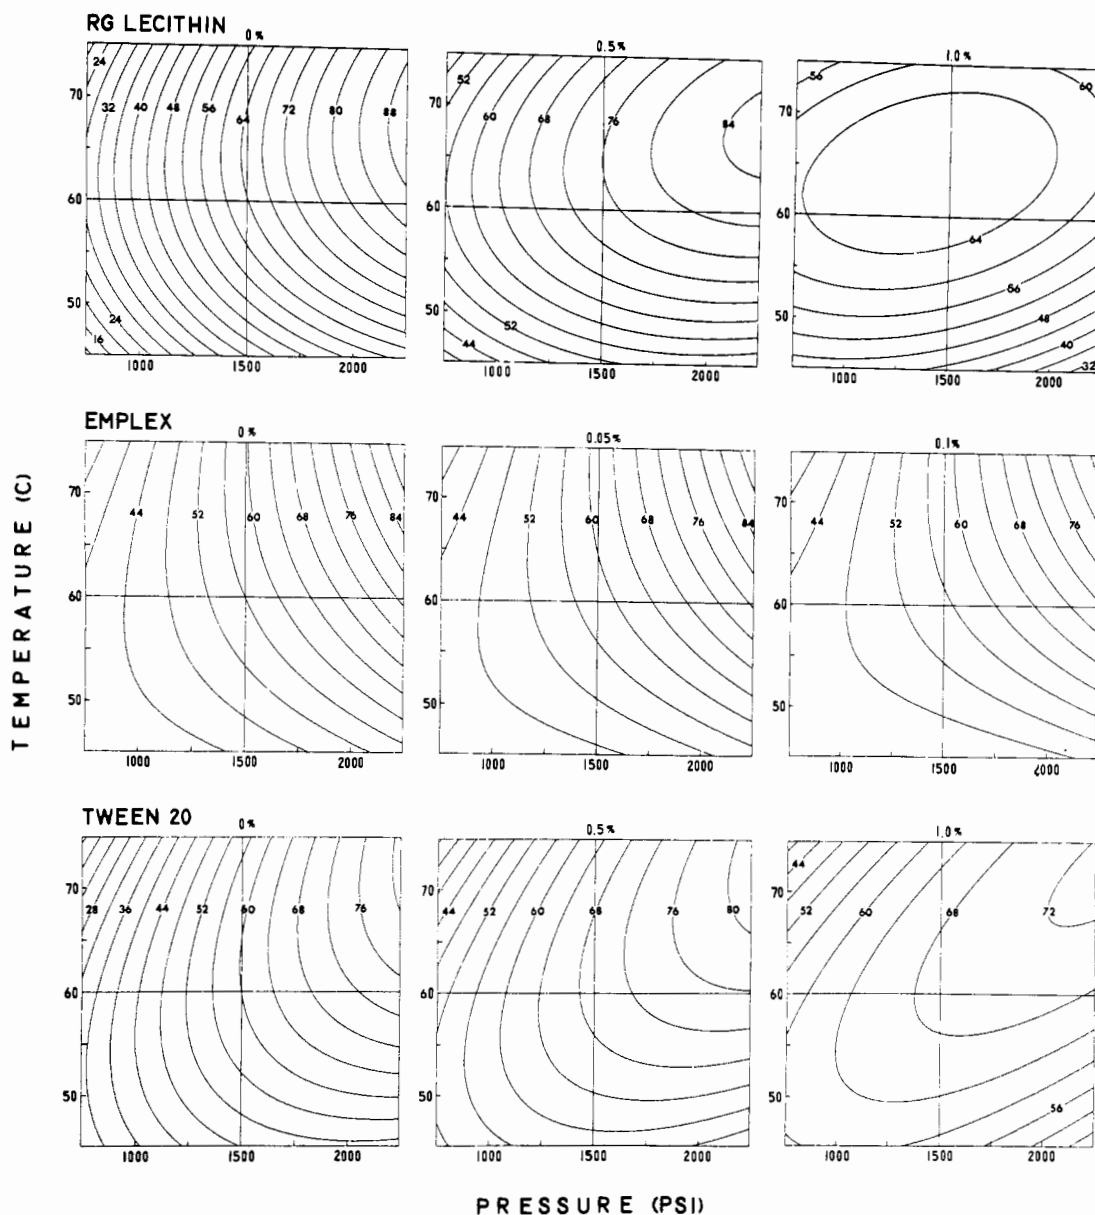 RG LECITHIN
0% 0.5% 1.0%
24 32 40 48 56 64 72 80 88 24 16
52 60 68 76 84 52 44
56 60 64 56 48 40 32
70 60 50 70 60 50 70 60 50
1000 1500 2000 1000 1500 2000 1000 1500 2000
EMPLEX
0% 0.05% 0.1%
44 52 60 68 76 84
44 52 60 68 76 84
44 52 60 68 76
70 60 50 70 60 50 70 60 50
1000 1500 2000 1000 1500 2000 1000 1500 2000
TEMPERATURE (C)
TWEEN 20
0% 0.5% 1.0%
28 36 44 52 60 68 76
44 52 60 68 76 80
44 52 60 68 72 56
70 60 50 70 60 50 70 60 50
1000 1500 2000 1000 1500 2000 1000 1500 2000
PRESSURE (PSI)